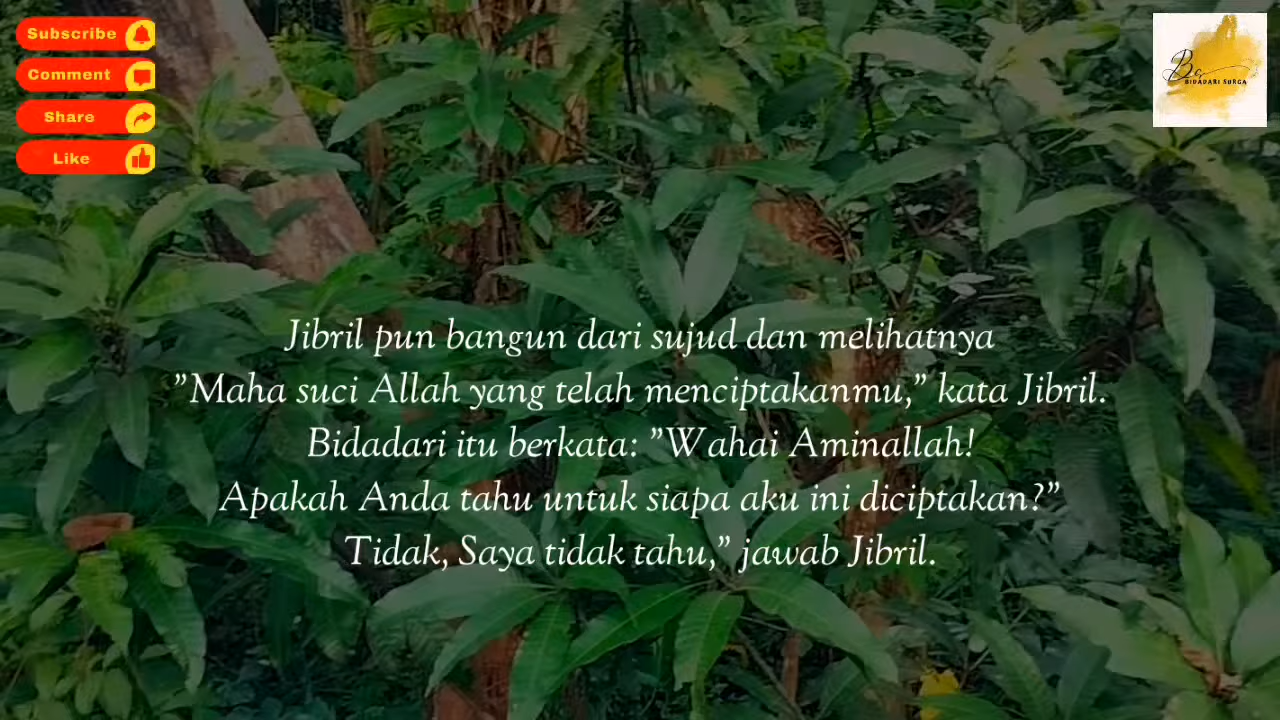 Subscribe
Comment
Share
Like
BIDADARI SURGA
Jibril pun bangun dari sujud dan melihatnya
”Maha suci Allah yang telah menciptakanmu,” kata Jibril.
Bidadari itu berkata: ”Wahai Aminallah!
Apakah Anda tahu untuk siapa aku ini diciptakan?”
Tidak, Saya tidak tahu,” jawab Jibril.